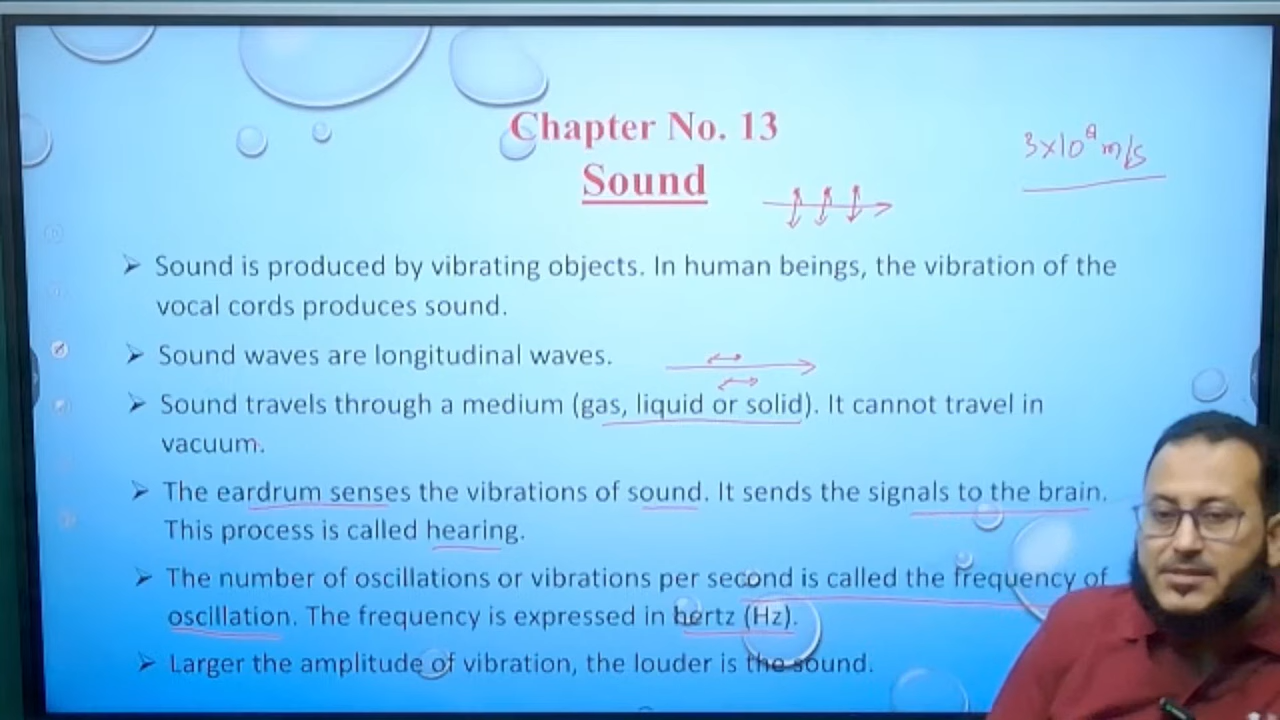 Chapter No. 13
3×10⁸ m/s
Sound
➢ Sound is produced by vibrating objects. In human beings, the vibration of the
vocal cords produces sound.
➢ Sound waves are longitudinal waves.
➢ Sound travels through a medium (gas, liquid or solid). It cannot travel in
vacuum.
➢ The eardrum senses the vibrations of sound. It sends the signals to the brain.
This process is called hearing.
➢ The number of oscillations or vibrations per second is called the frequency of
oscillation. The frequency is expressed in hertz (Hz).
➢ Larger the amplitude of vibration, the louder is the sound.